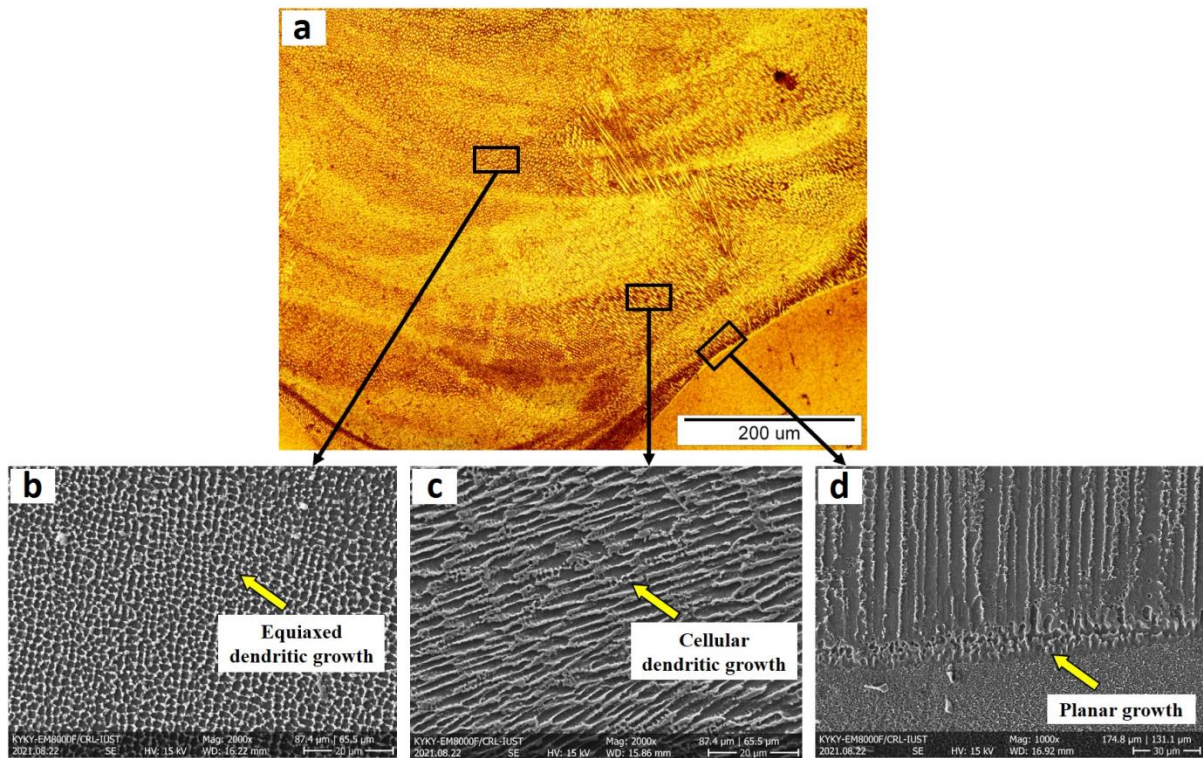 a
200 um
b
Equiaxed
dendritic growth
KYKY-EM8000F/CRL-IUST Mag: 2000x 87.4 μm | 65.5 μm
2021.08.22 SE HV: 15 kV WD: 16.22 mm 20 μm
c
Cellular
dendritic growth
KYKY-EM8000F/CRL-IUST Mag: 2000x 87.4 μm | 65.5 μm
2021.08.22 SE HV: 15 kV WD: 15.86 mm 20 μm
d
Planar growth
KYKY-EM8000F/CRL-IUST Mag: 1000x 174.8 μm | 131.1 μm
2021.08.22 SE HV: 15 kV WD: 16.92 mm 30 μm